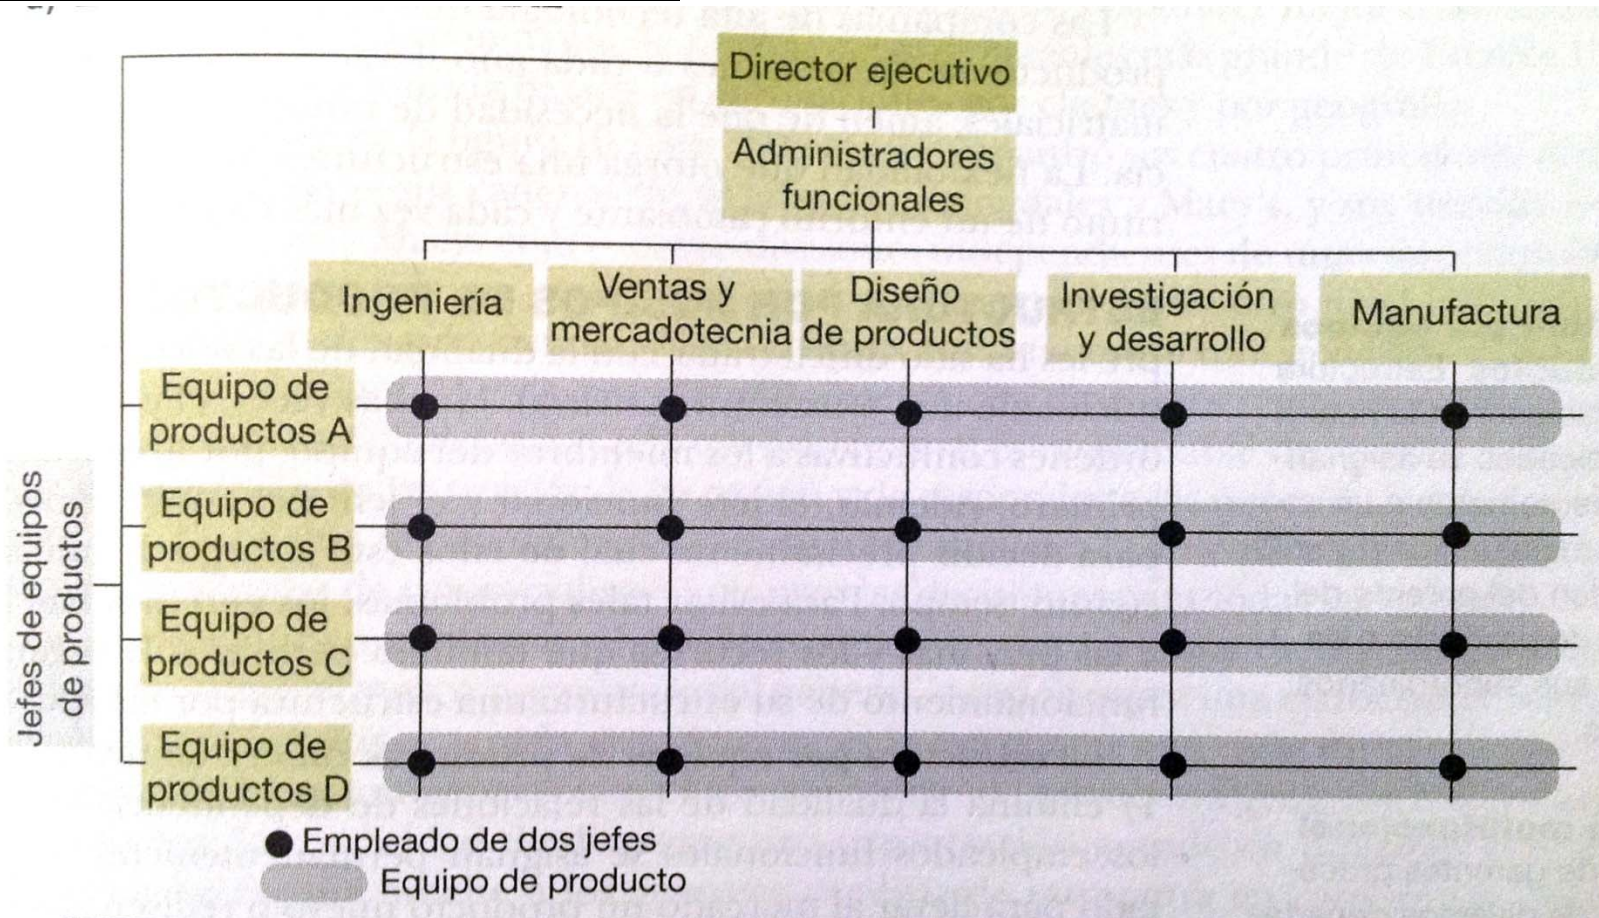 Director ejecutivo
Administradores
funcionales
Ingeniería
Ventas y
mercadotecnia
Diseño
de productos
Investigación
y desarrollo
Manufactura
Jefes de equipos
de productos
Equipo de
productos A
Equipo de
productos B
Equipo de
productos C
Equipo de
productos D
Empleado de dos jefes
Equipo de producto